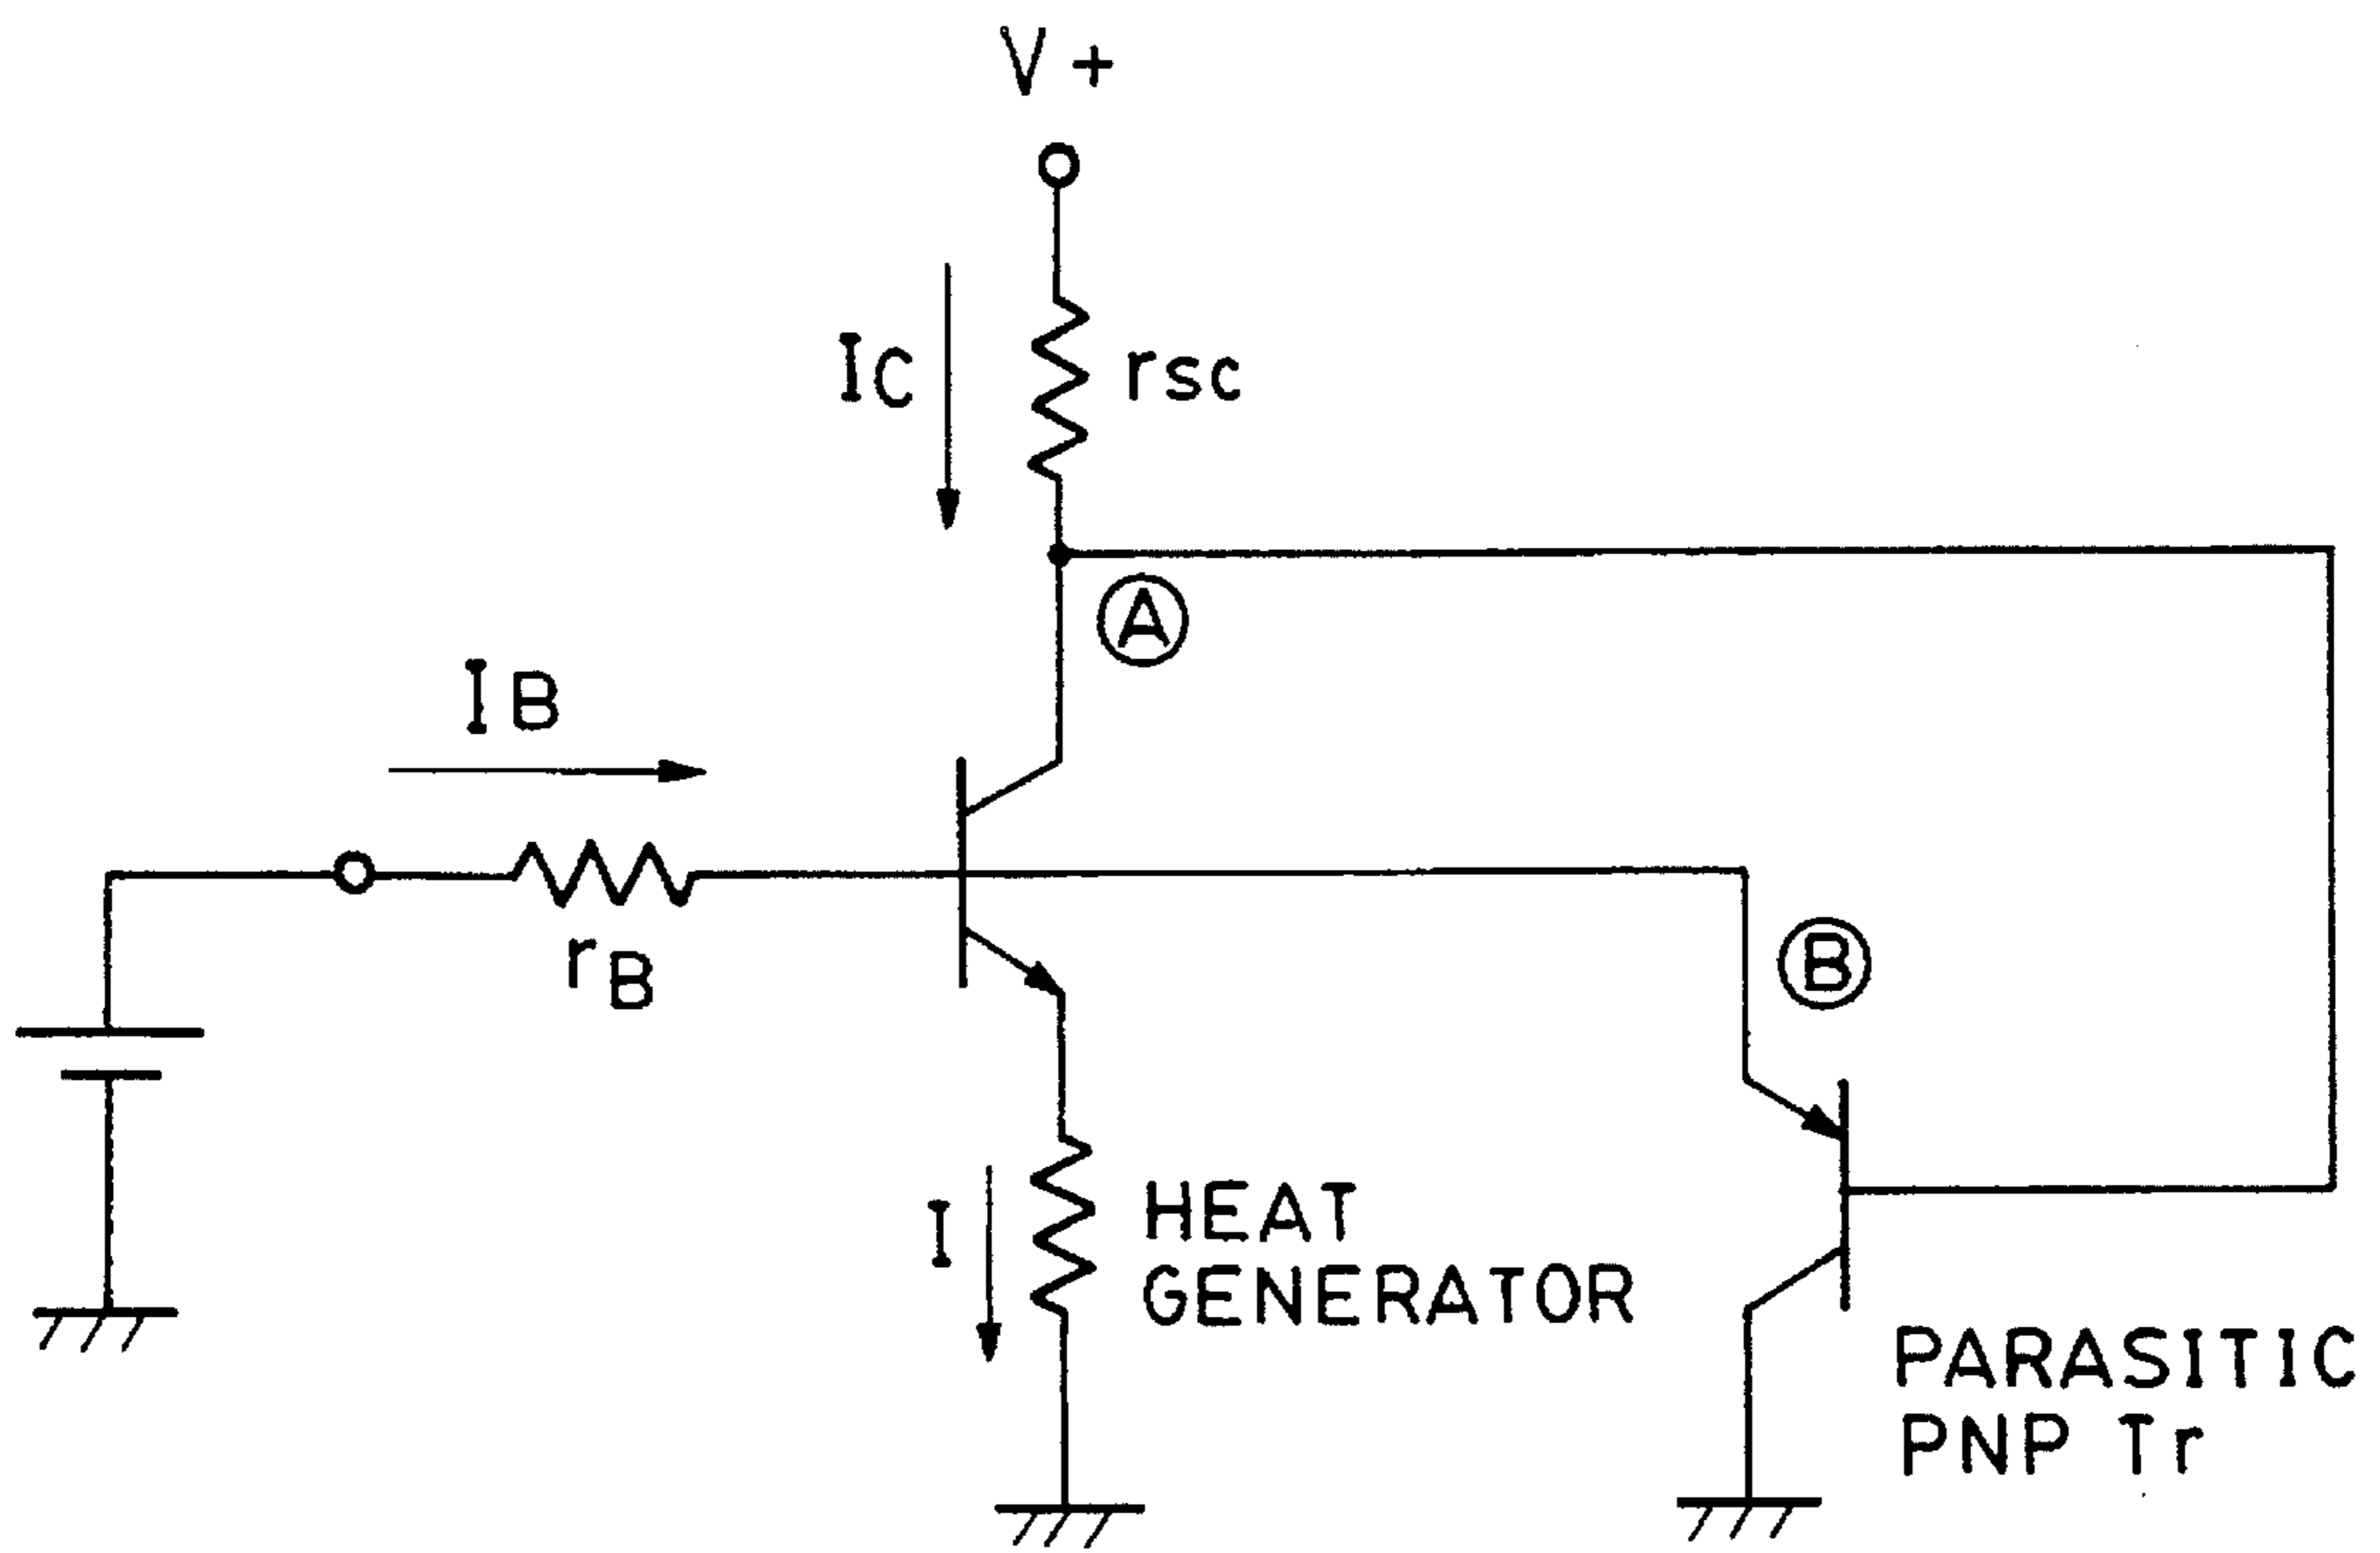 V+
IC
rsc
A
IB
rB
B
I
HEAT
GENERATOR
PARASITIC
PNP Tr